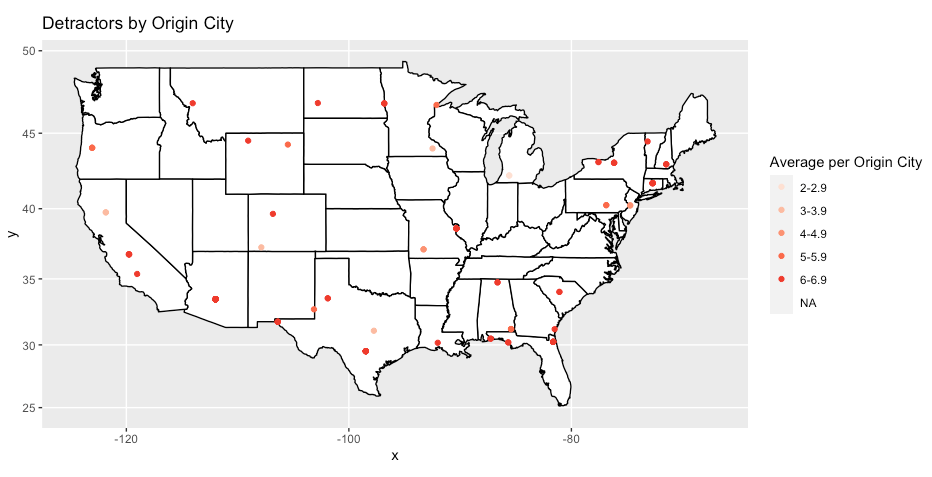 Detractors by Origin City
50
45
40
35
30
25
y
-120
-100
-80
x
Average per Origin City
2-2.9
3-3.9
4-4.9
5-5.9
6-6.9
NA